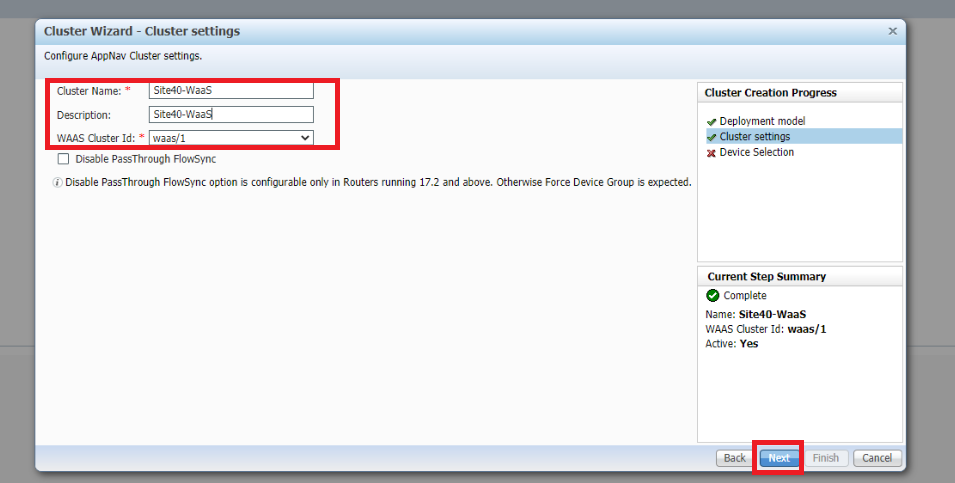 Cluster Wizard - Cluster settings
Configure AppNav Cluster settings.
Cluster Name: * Site40-WaaS
Description: Site40-WaaS
WAAS Cluster Id: * waas/1
Disable PassThrough FlowSync
Disable PassThrough FlowSync option is configurable only in Routers running 17.2 and above. Otherwise Force Device Group is expected.
Cluster Creation Progress
Deployment model
Cluster settings
Device Selection
Current Step Summary
Complete
Name: Site40-WaaS
WAAS Cluster Id: waas/1
Active: Yes
Back Next Finish Cancel